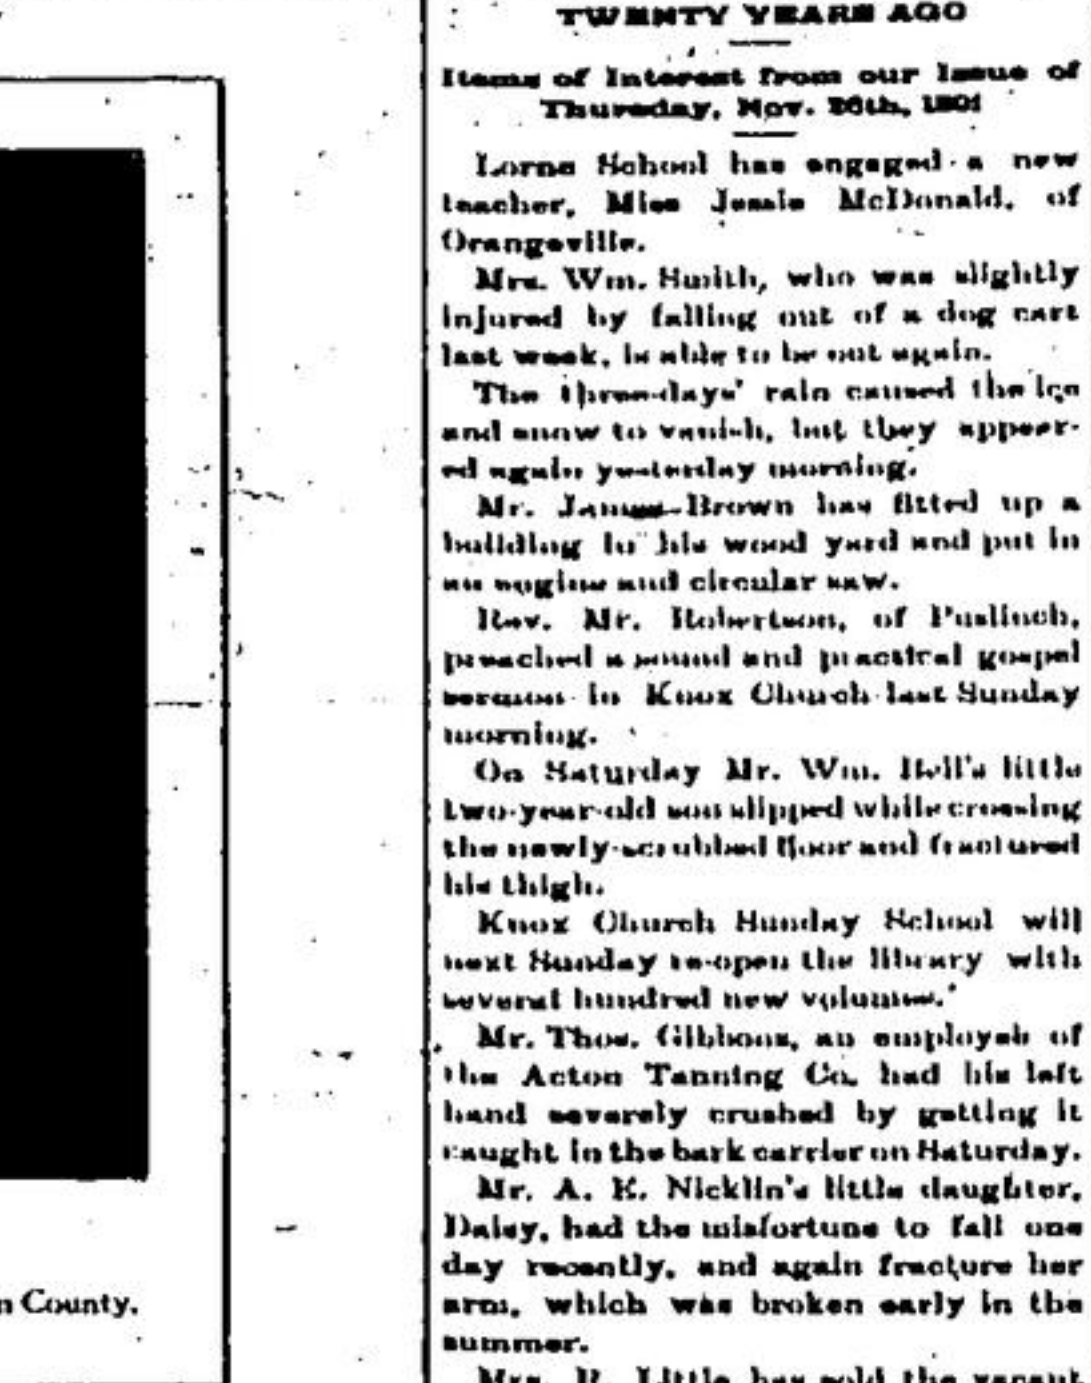 TWENTY YEARS AGO
Items of Interest from our Issue of
Thursday, Nov. 26th, 1891
Lorne School has engaged a new
teacher, Miss Jessie McDonald, of
Orangeville.
Mrs. Wm. Smith, who was slightly
injured by falling out of a dog cart
last week, is able to be out again.
The three-days' rain caused the ice
and snow to vanish, but they appear-
ed again yesterday morning.
Mr. James Brown has fitted up a
building in his wood yard and put in
an engine and circular saw.
Rev. Mr. Robertson, of Puslinch,
preached a sound and practical gospel
sermon in Knox Church last Sunday
morning.
On Saturday Mr. Wm. Bell's little
two-year-old son slipped while crossing
the newly-scrubbed floor and fractured
his thigh.
Knox Church Sunday School will
next Sunday re-open the library with
several hundred new volumes.
Mr. Thos. Gibbons, an employee of
the Acton Tanning Co. had his left
hand severely crushed by getting it
caught in the bark carrier on Saturday.
Mr. A. E. Nicklin's little daughter,
Daisy, had the misfortune to fall one
day recently, and again fracture her
arm, which was broken early in the
summer.
Mrs. R. Little has sold the vacant
n County.